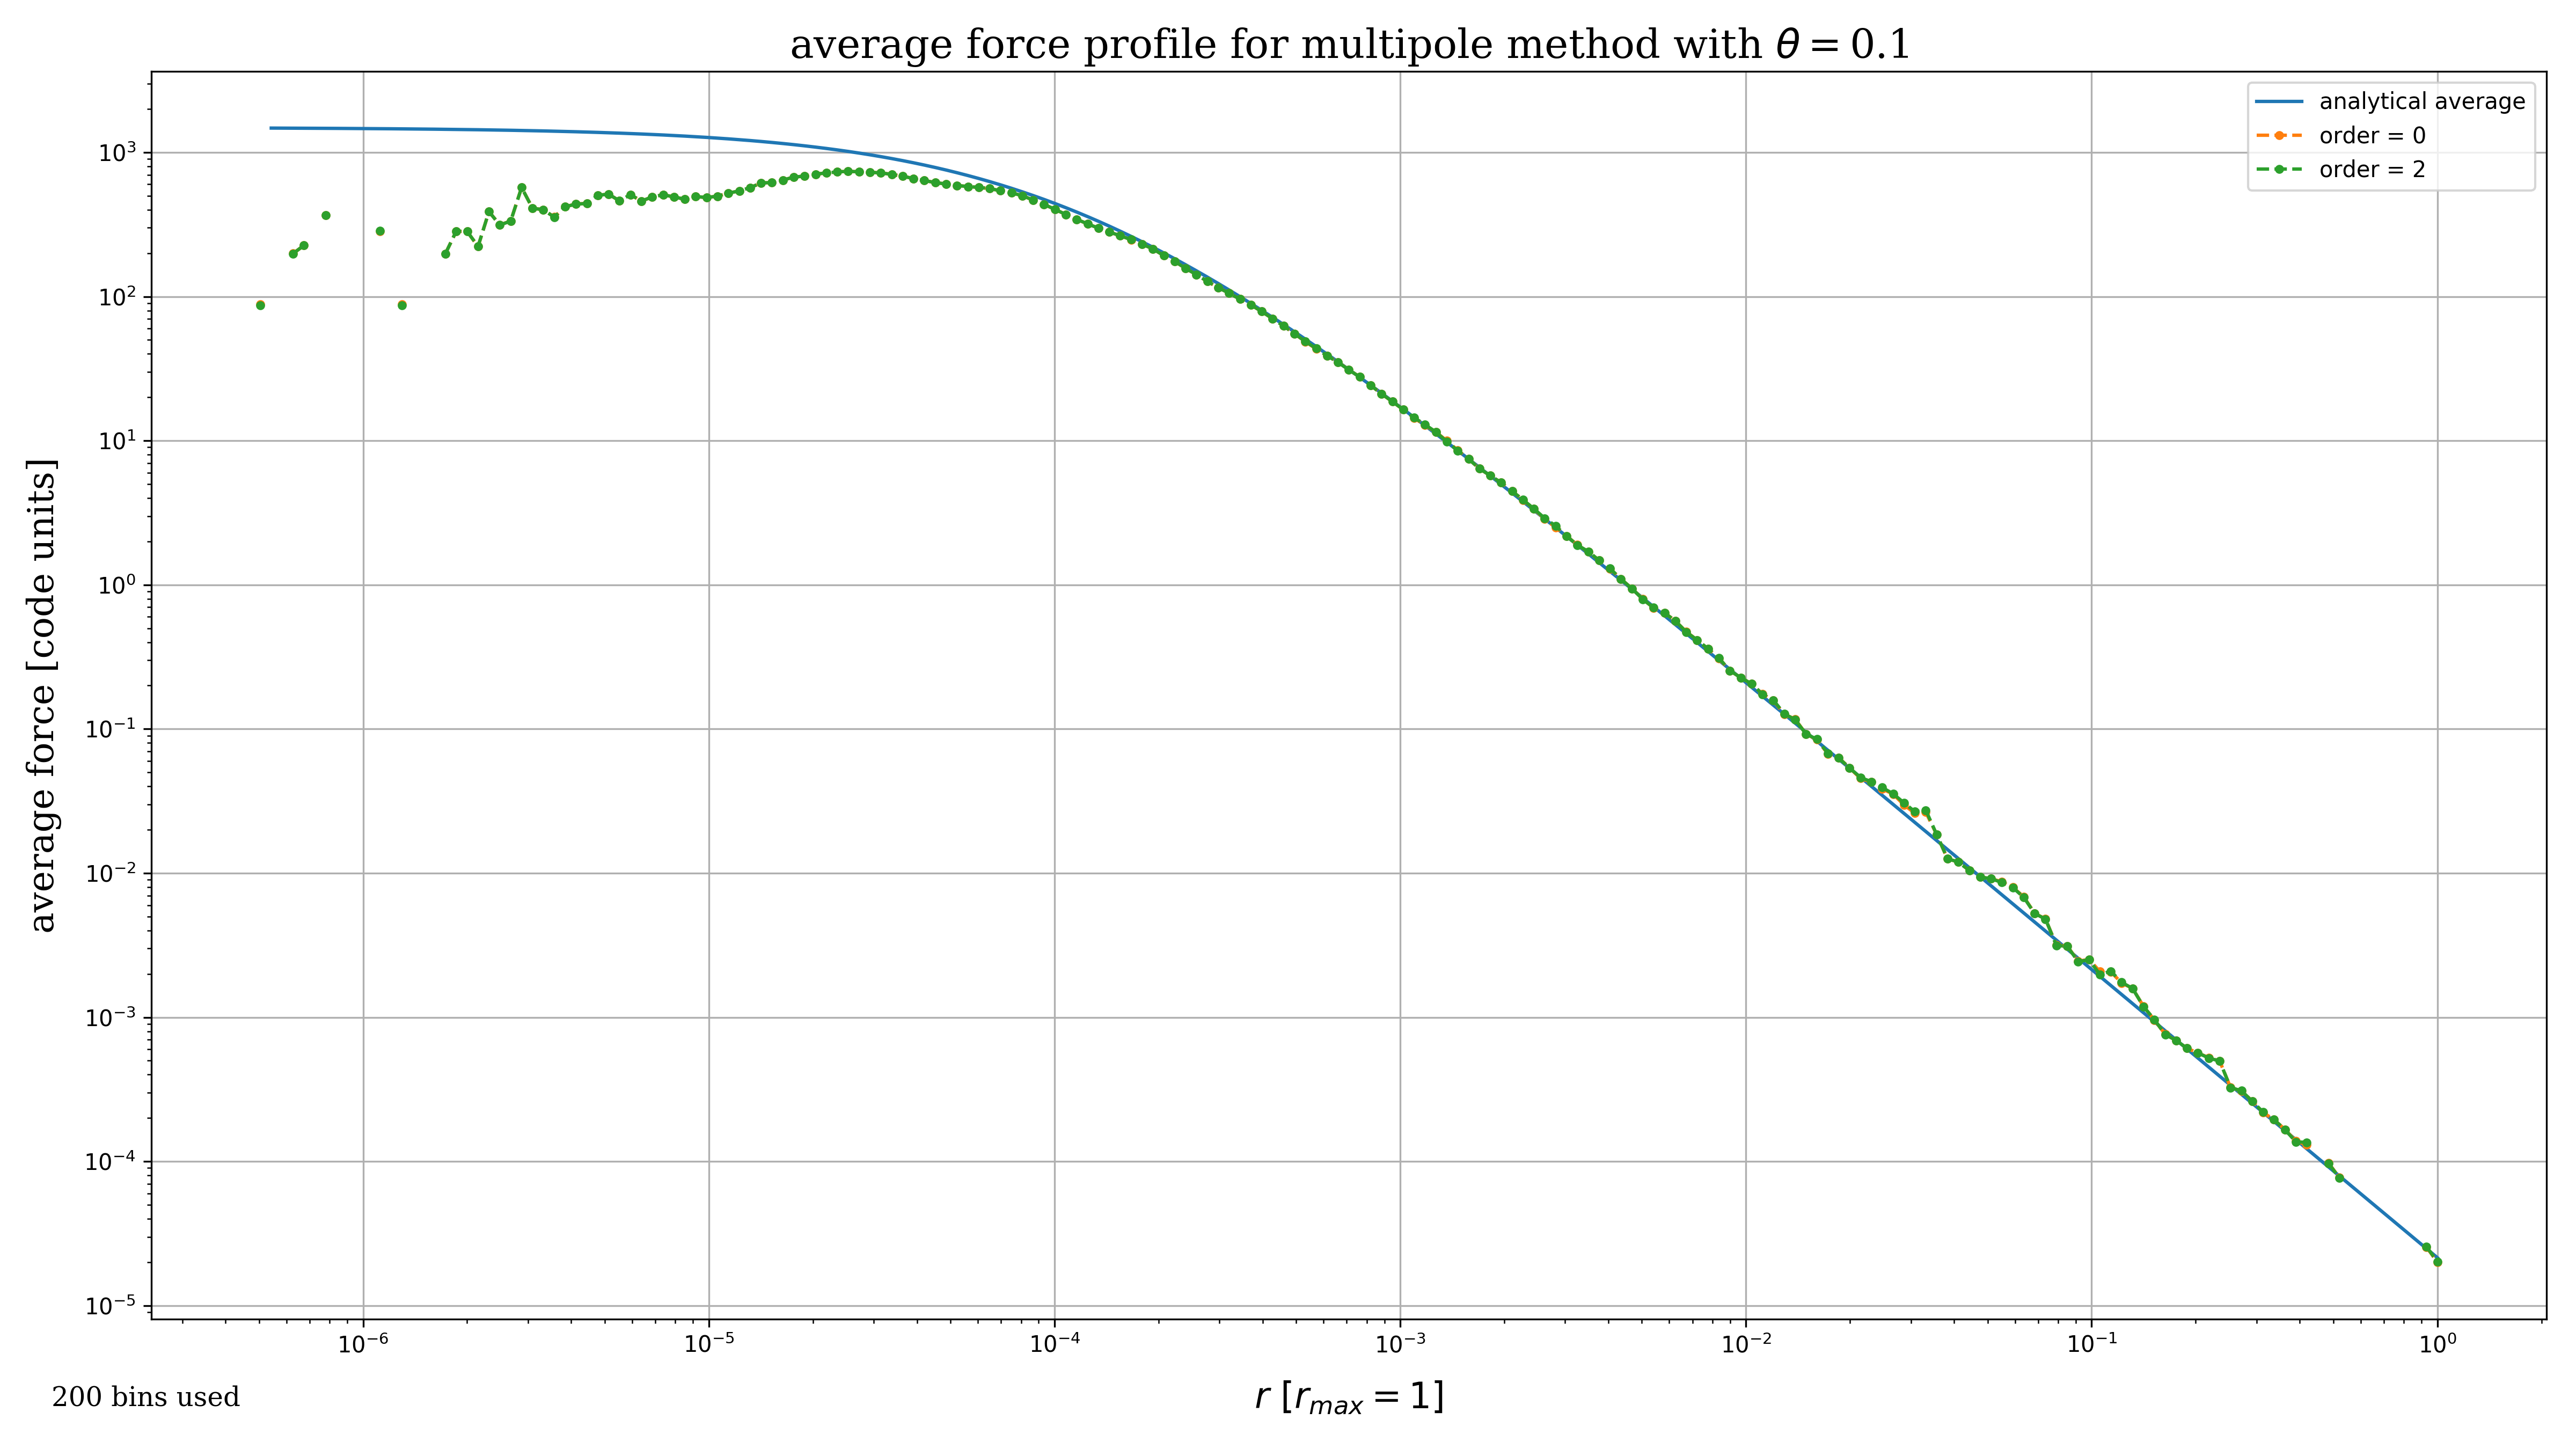 average force profile for multipole method with θ = 0.1
analytical average
order = 0
order = 2
average force [code units]
10³
10²
10¹
10⁰
10⁻¹
10⁻²
10⁻³
10⁻⁴
10⁻⁵
10⁻⁶
10⁻⁵
10⁻⁴
10⁻³
10⁻²
10⁻¹
10⁰
r [r_max = 1]
200 bins used